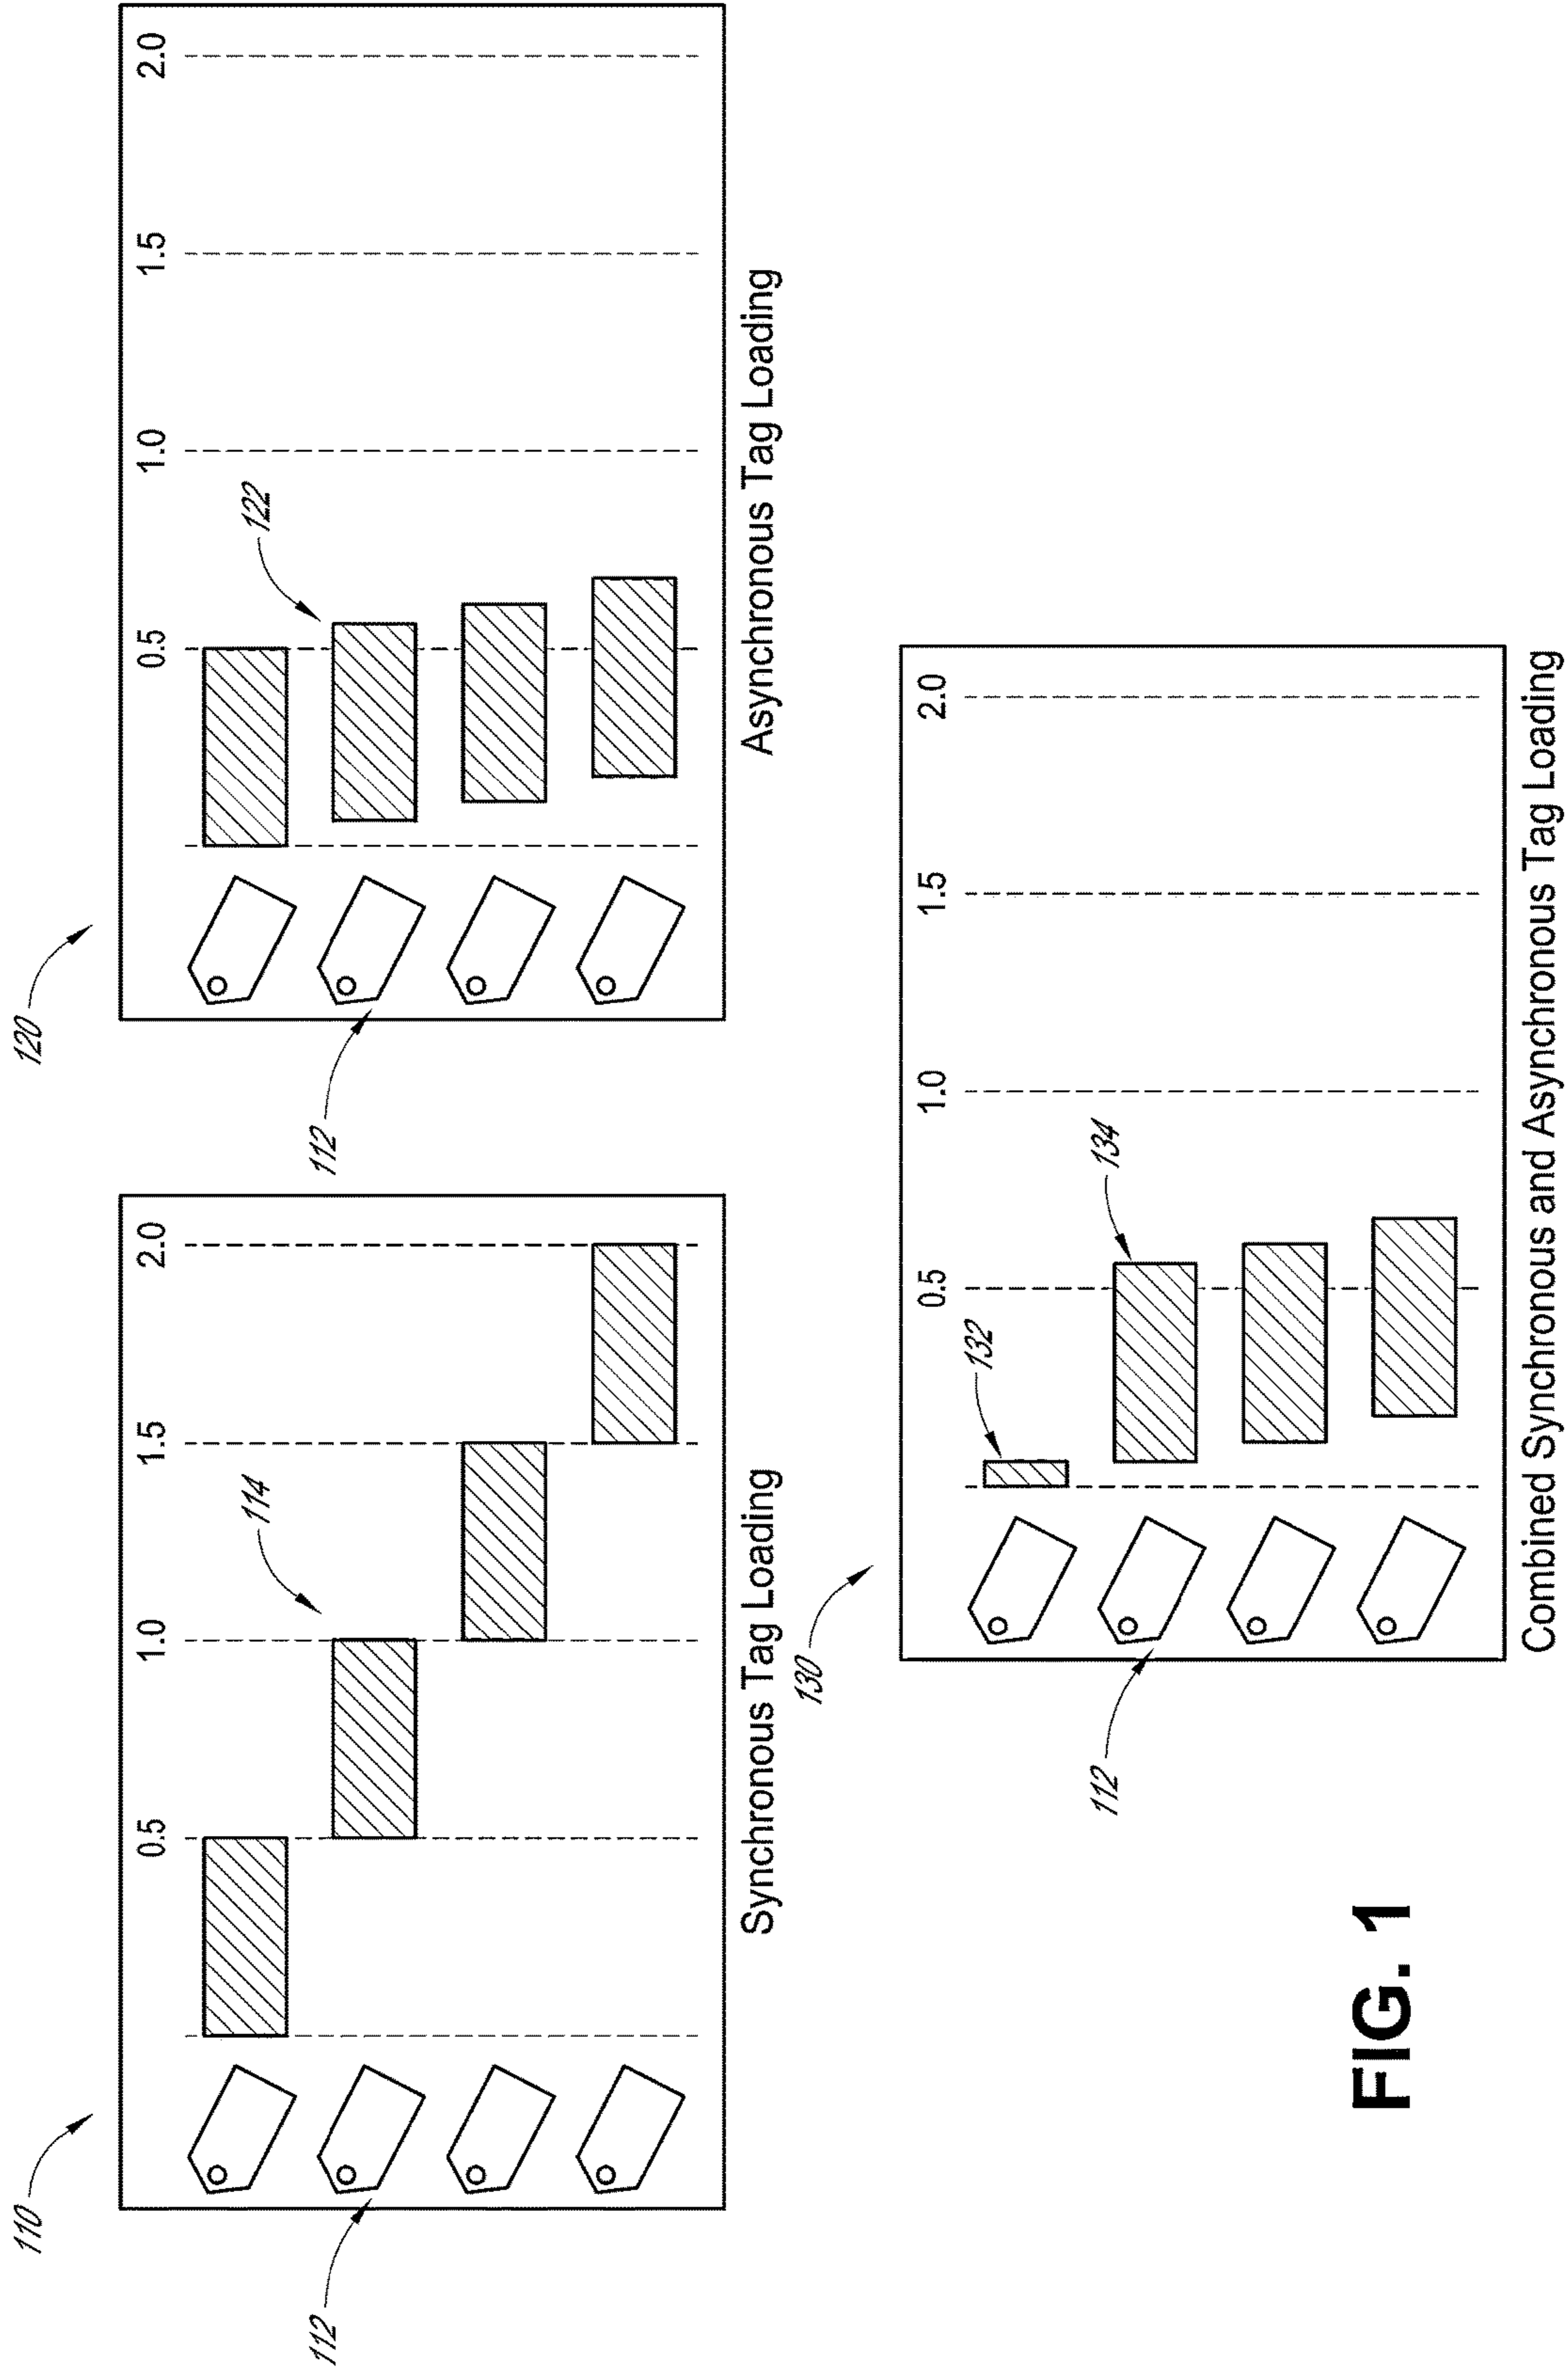 110
120
0.5 1.0 1.5 2.0
114
112
Synchronous Tag Loading
0.5 1.0 1.5 2.0
122
112
Asynchronous Tag Loading
130
0.5 1.0 1.5 2.0
132
134
112
Combined Synchronous and Asynchronous Tag Loading
FIG. 1